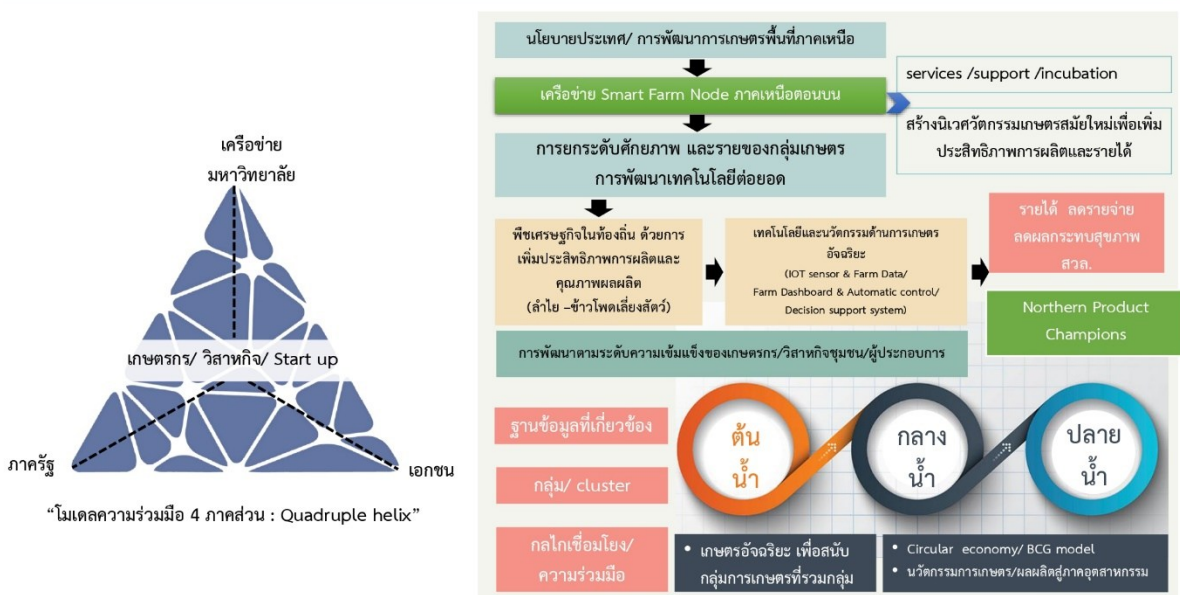 เครือข่าย
มหาวิทยาลัย
เกษตรกร/ วิสาหกิจ/ Start up
ภาครัฐ
เอกชน
“โมเดลความร่วมมือ 4 ภาคส่วน : Quadruple helix”
นโยบายประเทศ/ การพัฒนาการเกษตรพื้นที่ภาคเหนือ
เครือข่าย Smart Farm Node ภาคเหนือตอนบน
services /support /incubation
สร้างนิเวศวัตกรรมเกษตรสมัยใหม่เพื่อเพิ่ม
ประสิทธิภาพการผลิตและรายได้
การยกระดับศักยภาพ และรายของกลุ่มเกษตร
การพัฒนาเทคโนโลยีต่อยอด
พืชเศรษฐกิจในท้องถิ่น ด้วยการ
เพิ่มประสิทธิภาพการผลิตและ
คุณภาพผลผลิต
(ลำไย –ข้าวโพดเลี่ยงสัตว์)
เทคโนโลยีและนวัตกรรมด้านการเกษตร
อัจฉริยะ
(IOT sensor & Farm Data/
Farm Dashboard & Automatic control/
Decision support system)
รายได้ ลดรายจ่าย
ลดผลกระทบสุขภาพ
สวล.
Northern Product
Champions
การพัฒนาตามระดับความเข้มแข็งของเกษตรกร/วิสาหกิจชุมชน/ผู้ประกอบการ
ฐานข้อมูลที่เกี่ยวข้อง
กลุ่ม/ cluster
กลไกเชื่อมโยง/
ความร่วมมือ
ต้น
น้ำ
กลาง
น้ำ
ปลาย
น้ำ
• เกษตรอัจฉริยะ เพื่อสนับ
กลุ่มการเกษตรที่รวมกลุ่ม
• Circular economy/ BCG model
• นวัตกรรมการเกษตร/ผลผลิตสู่ภาคอุตสาหกรรม